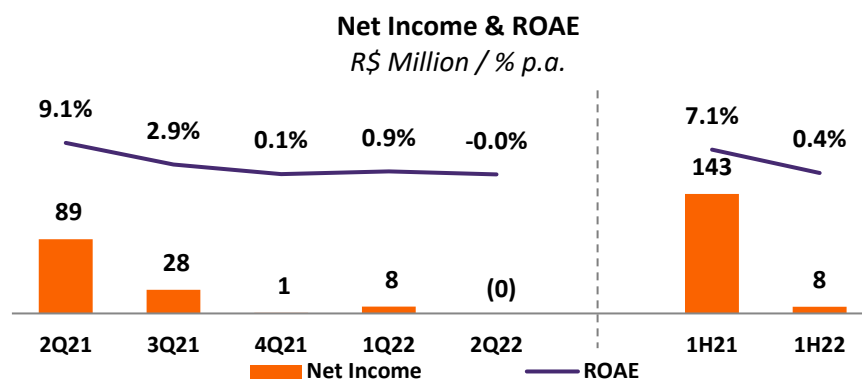 Net Income & ROAE
R$ Million / % p.a.
9.1%
2.9%
0.1%
0.9%
-0.0%
7.1%
0.4%
89
28
1
8
(0)
143
8
2Q21
3Q21
4Q21
1Q22
2Q22
1H21
1H22
Net Income
ROAE